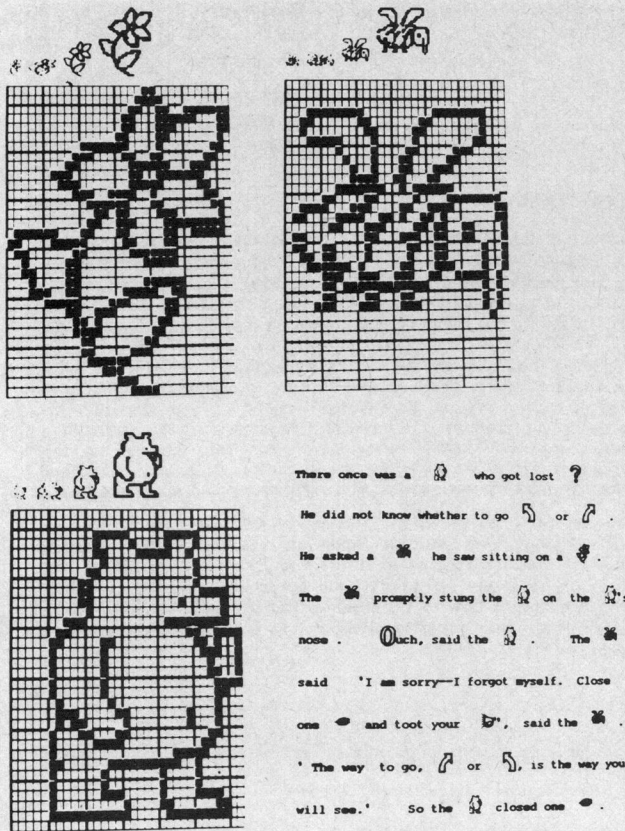 There once was a who got lost ?
He did not know whether to go or .
He asked a he saw sitting on a .
The promptly stung the on the 's
nose . Ouch, said the . The
said 'I am sorry—I forgot myself. Close
one and toot your ', said the .
' The way to go, or , is the way you
will see.' So the closed one .